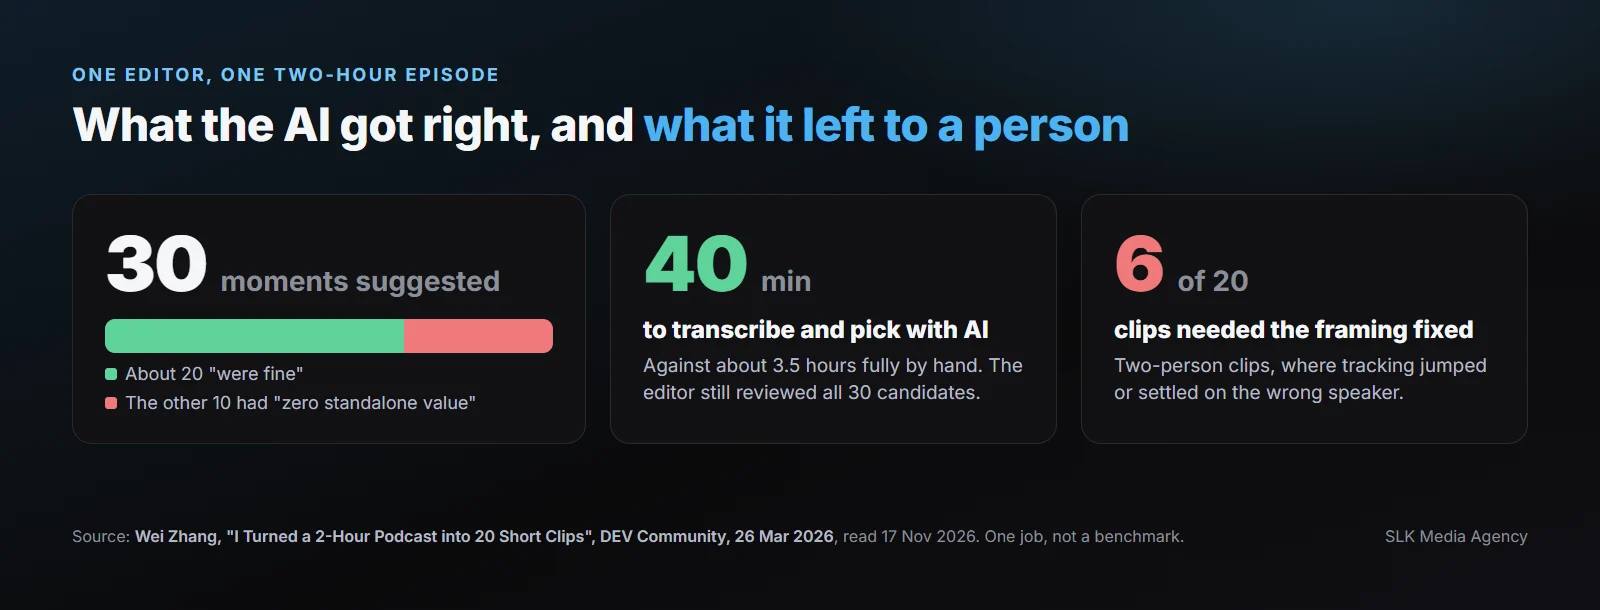 ONE EDITOR, ONE TWO-HOUR EPISODE
What the AI got right, and what it left to a person
30 moments suggested
About 20 "were fine"
The other 10 had "zero standalone value"
40 min
to transcribe and pick with AI
Against about 3.5 hours fully by hand. The
editor still reviewed all 30 candidates.
6 of 20
clips needed the framing fixed
Two-person clips, where tracking jumped
or settled on the wrong speaker.
Source: Wei Zhang, "I Turned a 2-Hour Podcast into 20 Short Clips", DEV Community, 26 Mar 2026, read 17 Nov 2026. One job, not a benchmark.
SLK Media Agency